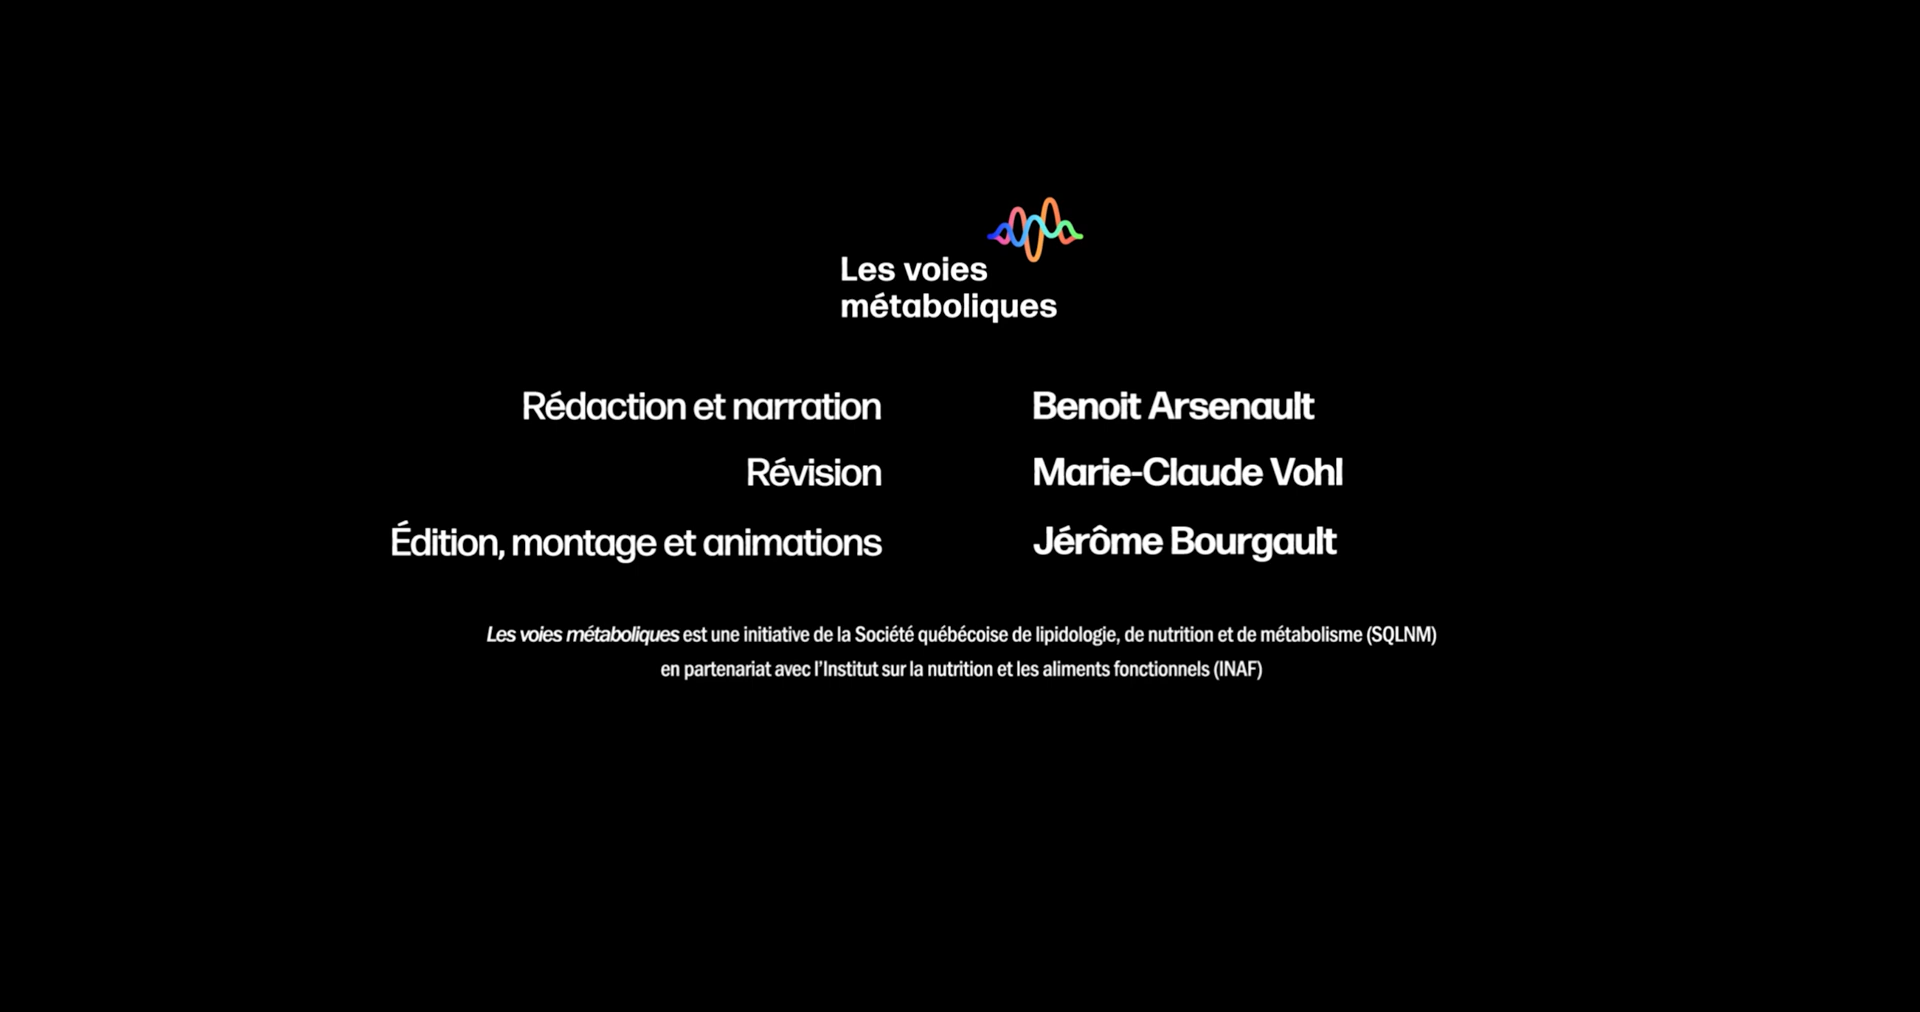 Les voies
métaboliques
Rédaction et narration Benoit Arsenault
Révision Marie-Claude Vohl
Édition, montage et animations Jérôme Bourgault
Les voies métaboliques est une initiative de la Société québécoise de lipidologie, de nutrition et de métabolisme (SQLNM)
en partenariat avec l’Institut sur la nutrition et les aliments fonctionnels (INAF)